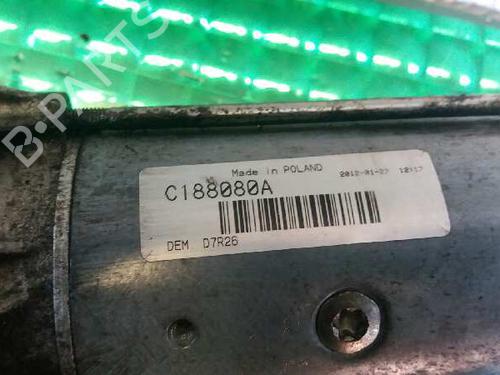 B-PARTS
Made in POLAND 2012-01-27 12:17
C188080A
DEM D7R26